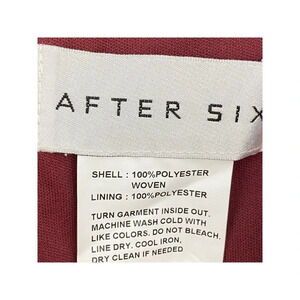 AFTER SIX
SHELL : 100%POLYESTER
WOVEN
LINING : 100%POLYESTER
TURN GARMENT INSIDE OUT.
MACHINE WASH COLD WITH
LIKE COLORS. DO NOT BLEACH.
LINE DRY. COOL IRON,
DRY CLEAN IF NEEDED